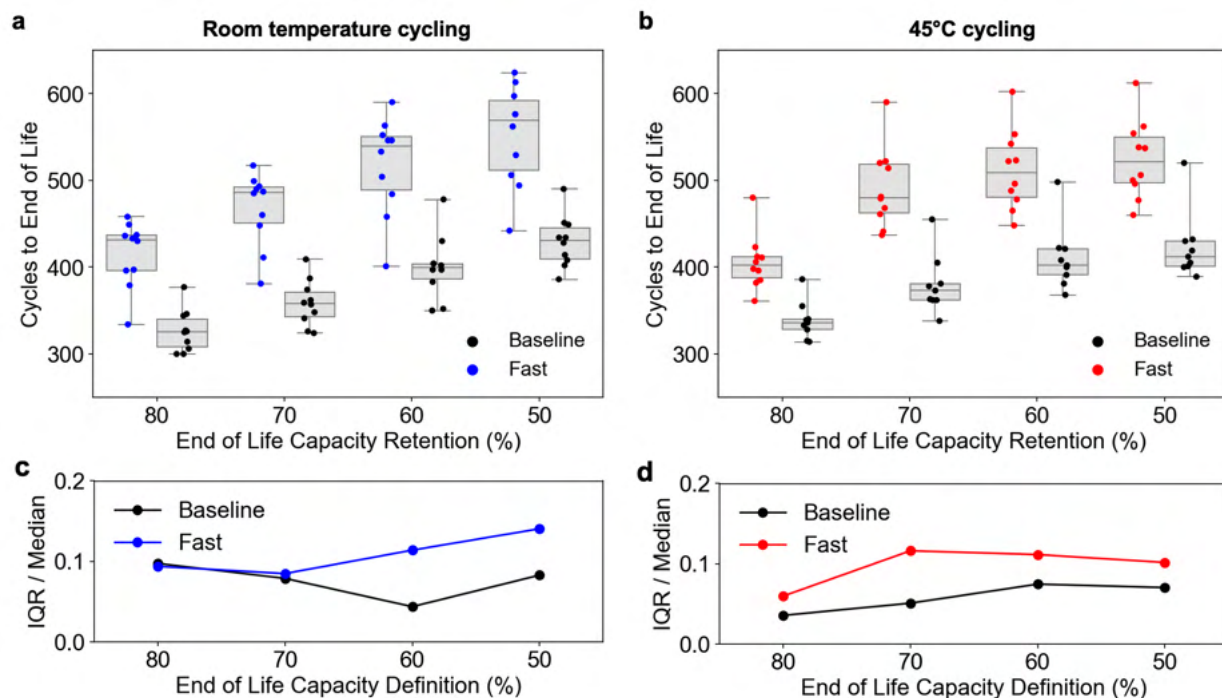 a
Room temperature cycling
Cycles to End of Life
600
500
400
300
Baseline
Fast
80 70 60 50
End of Life Capacity Retention (%)
b
45°C cycling
Cycles to End of Life
600
500
400
300
Baseline
Fast
80 70 60 50
End of Life Capacity Retention (%)
c
IQR / Median
0.2
0.1
0.0
Baseline
Fast
80 70 60 50
End of Life Capacity Definition (%)
d
IQR / Median
0.2
0.1
0.0
Baseline
Fast
80 70 60 50
End of Life Capacity Definition (%)